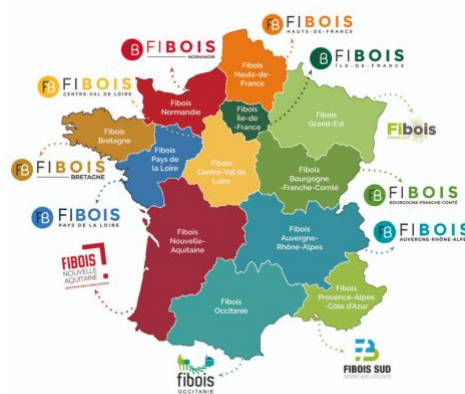 FIBOIS
HAUTS-DE-FRANCE
FIBOIS
NORMANDIE
FIBOIS
ÎLE-DE-FRANCE
FIBOIS
CENTRE-VAL DE LOIRE
Fibois
Hauts-de-France
Fibois
Normandie
Fibois
Île-de-France
Fibois
Grand-Est
Fibois
Fibois
Bretagne
Fibois
Pays de
la Loire
Fibois
Centre-Val de
Loire
Fibois
Bourgogne
-Franche-Comté
FIBOIS
BRETAGNE
FIBOIS
BOURGOGNE-FRANCHE-COMTÉ
FIBOIS
PAYS DE LA LOIRE
Fibois
Nouvelle-
Aquitaine
Fibois
Auvergne-
Rhône-Alpes
FIBOIS
AUVERGNE-RHÔNE-ALPES
FIBOIS
NOUVELLE
AQUITAINE
Fibois
Occitanie
Fibois
Provence-Alpes
-Côte d'Azur
fibois
OCCITANIE
FIBOIS SUD